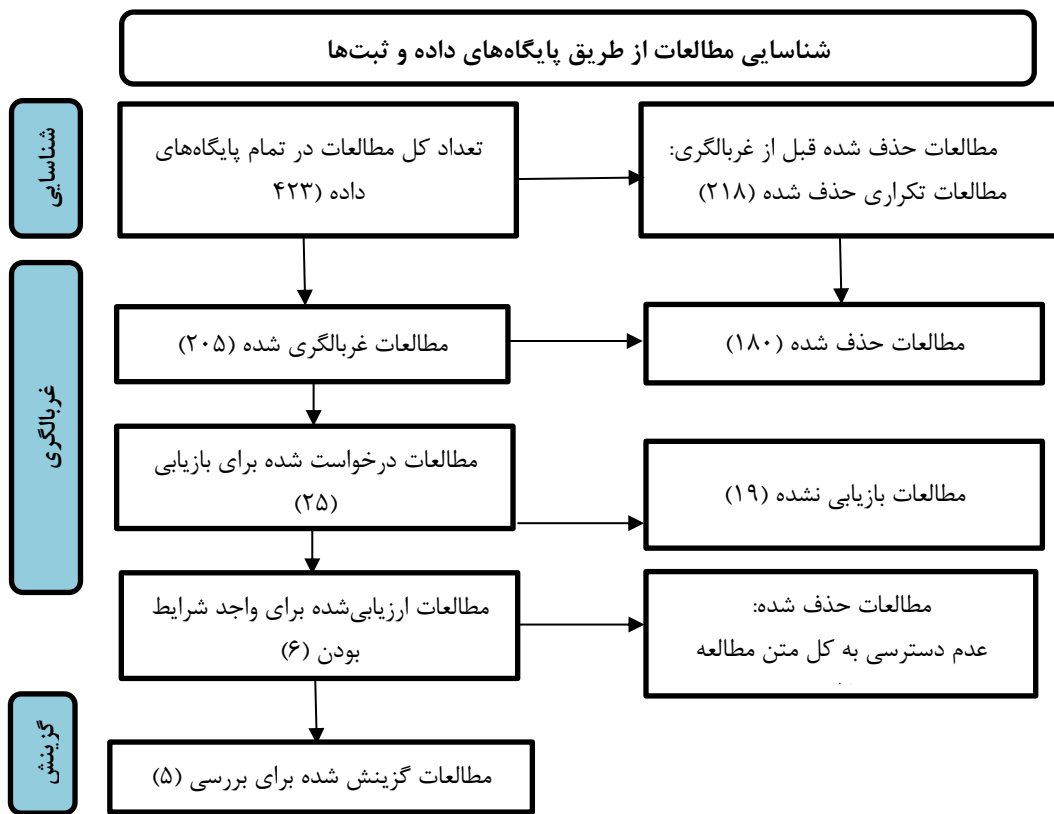 شناسایی مطالعات از طریق پایگاه‌های داده و ثبت‌ها
شناسایی
تعداد کل مطالعات در تمام پایگاه‌های
داده (۴۲۳
مطالعات حذف شده قبل از غربالگری:
مطالعات تکراری حذف شده (۲۱۸)
غربالگری
مطالعات غربالگری شده (۲۰۵)
مطالعات حذف شده (۱۸۰)
مطالعات درخواست شده برای بازیابی
(۲۵)
مطالعات بازیابی نشده (۱۹)
مطالعات ارزیابی‌شده برای واجد شرایط
بودن (۶)
مطالعات حذف شده:
عدم دسترسی به کل متن مطالعه
گزینش
مطالعات گزینش شده برای بررسی (۵)